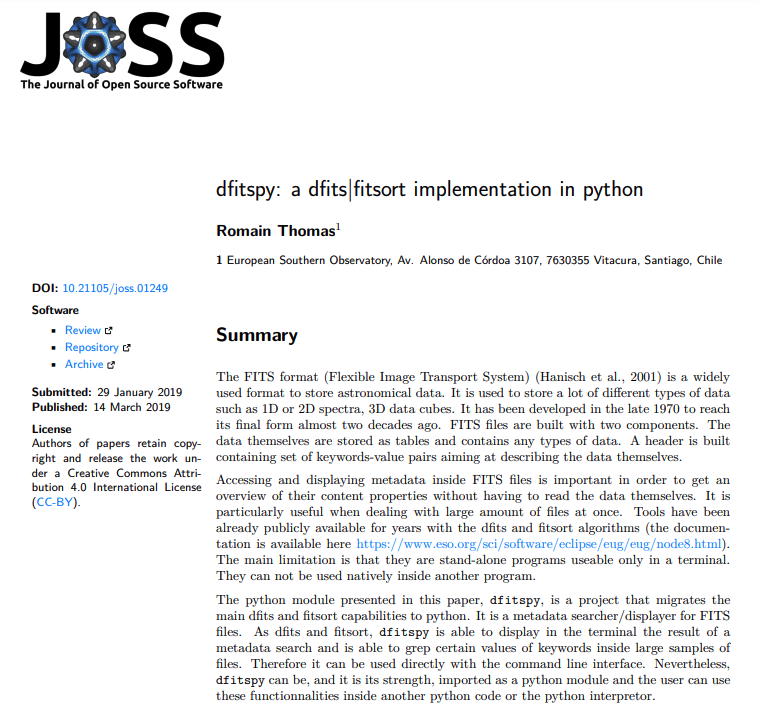 JOSS
The Journal of Open Source Software
dfitspy: a dfits|fitsort implementation in python
Romain Thomas1
1 European Southern Observatory, Av. Alonso de Córdoa 3107, 7630355 Vitacura, Santiago, Chile
DOI: 10.21105/joss.01249
Software
Review
Repository
Archive
Submitted: 29 January 2019
Published: 14 March 2019
License
Authors of papers retain copy-
right and release the work un-
der a Creative Commons Attri-
bution 4.0 International License
(CC-BY).
Summary
The FITS format (Flexible Image Transport System) (Hanisch et al., 2001) is a widely
used format to store astronomical data. It is used to store a lot of different types of data
such as 1D or 2D spectra, 3D data cubes. It has been developed in the late 1970 to reach
its final form almost two decades ago. FITS files are built with two components. The
data themselves are stored as tables and contains any types of data. A header is built
containing set of keywords-value pairs aiming at describing the data themselves.
Accessing and displaying metadata inside FITS files is important in order to get an
overview of their content properties without having to read the data themselves. It is
particularly useful when dealing with large amount of files at once. Tools have been
already publicly available for years with the dfits and fitsort algorithms (the documen-
tation is available here https://www.eso.org/sci/software/eclipse/eug/eug/node8.html).
The main limitation is that they are stand-alone programs useable only in a terminal.
They can not be used natively inside another program.
The python module presented in this paper, dfitspy, is a project that migrates the
main dfits and fitsort capabilities to python. It is a metadata searcher/displayer for FITS
files. As dfits and fitsort, dfitspy is able to display in the terminal the result of a
metadata search and is able to grep certain values of keywords inside large samples of
files. Therefore it can be used directly with the command line interface. Nevertheless,
dfitspy can be, and it is its strength, imported as a python module and the user can use
these functionnalities inside another python code or the python interpretor.